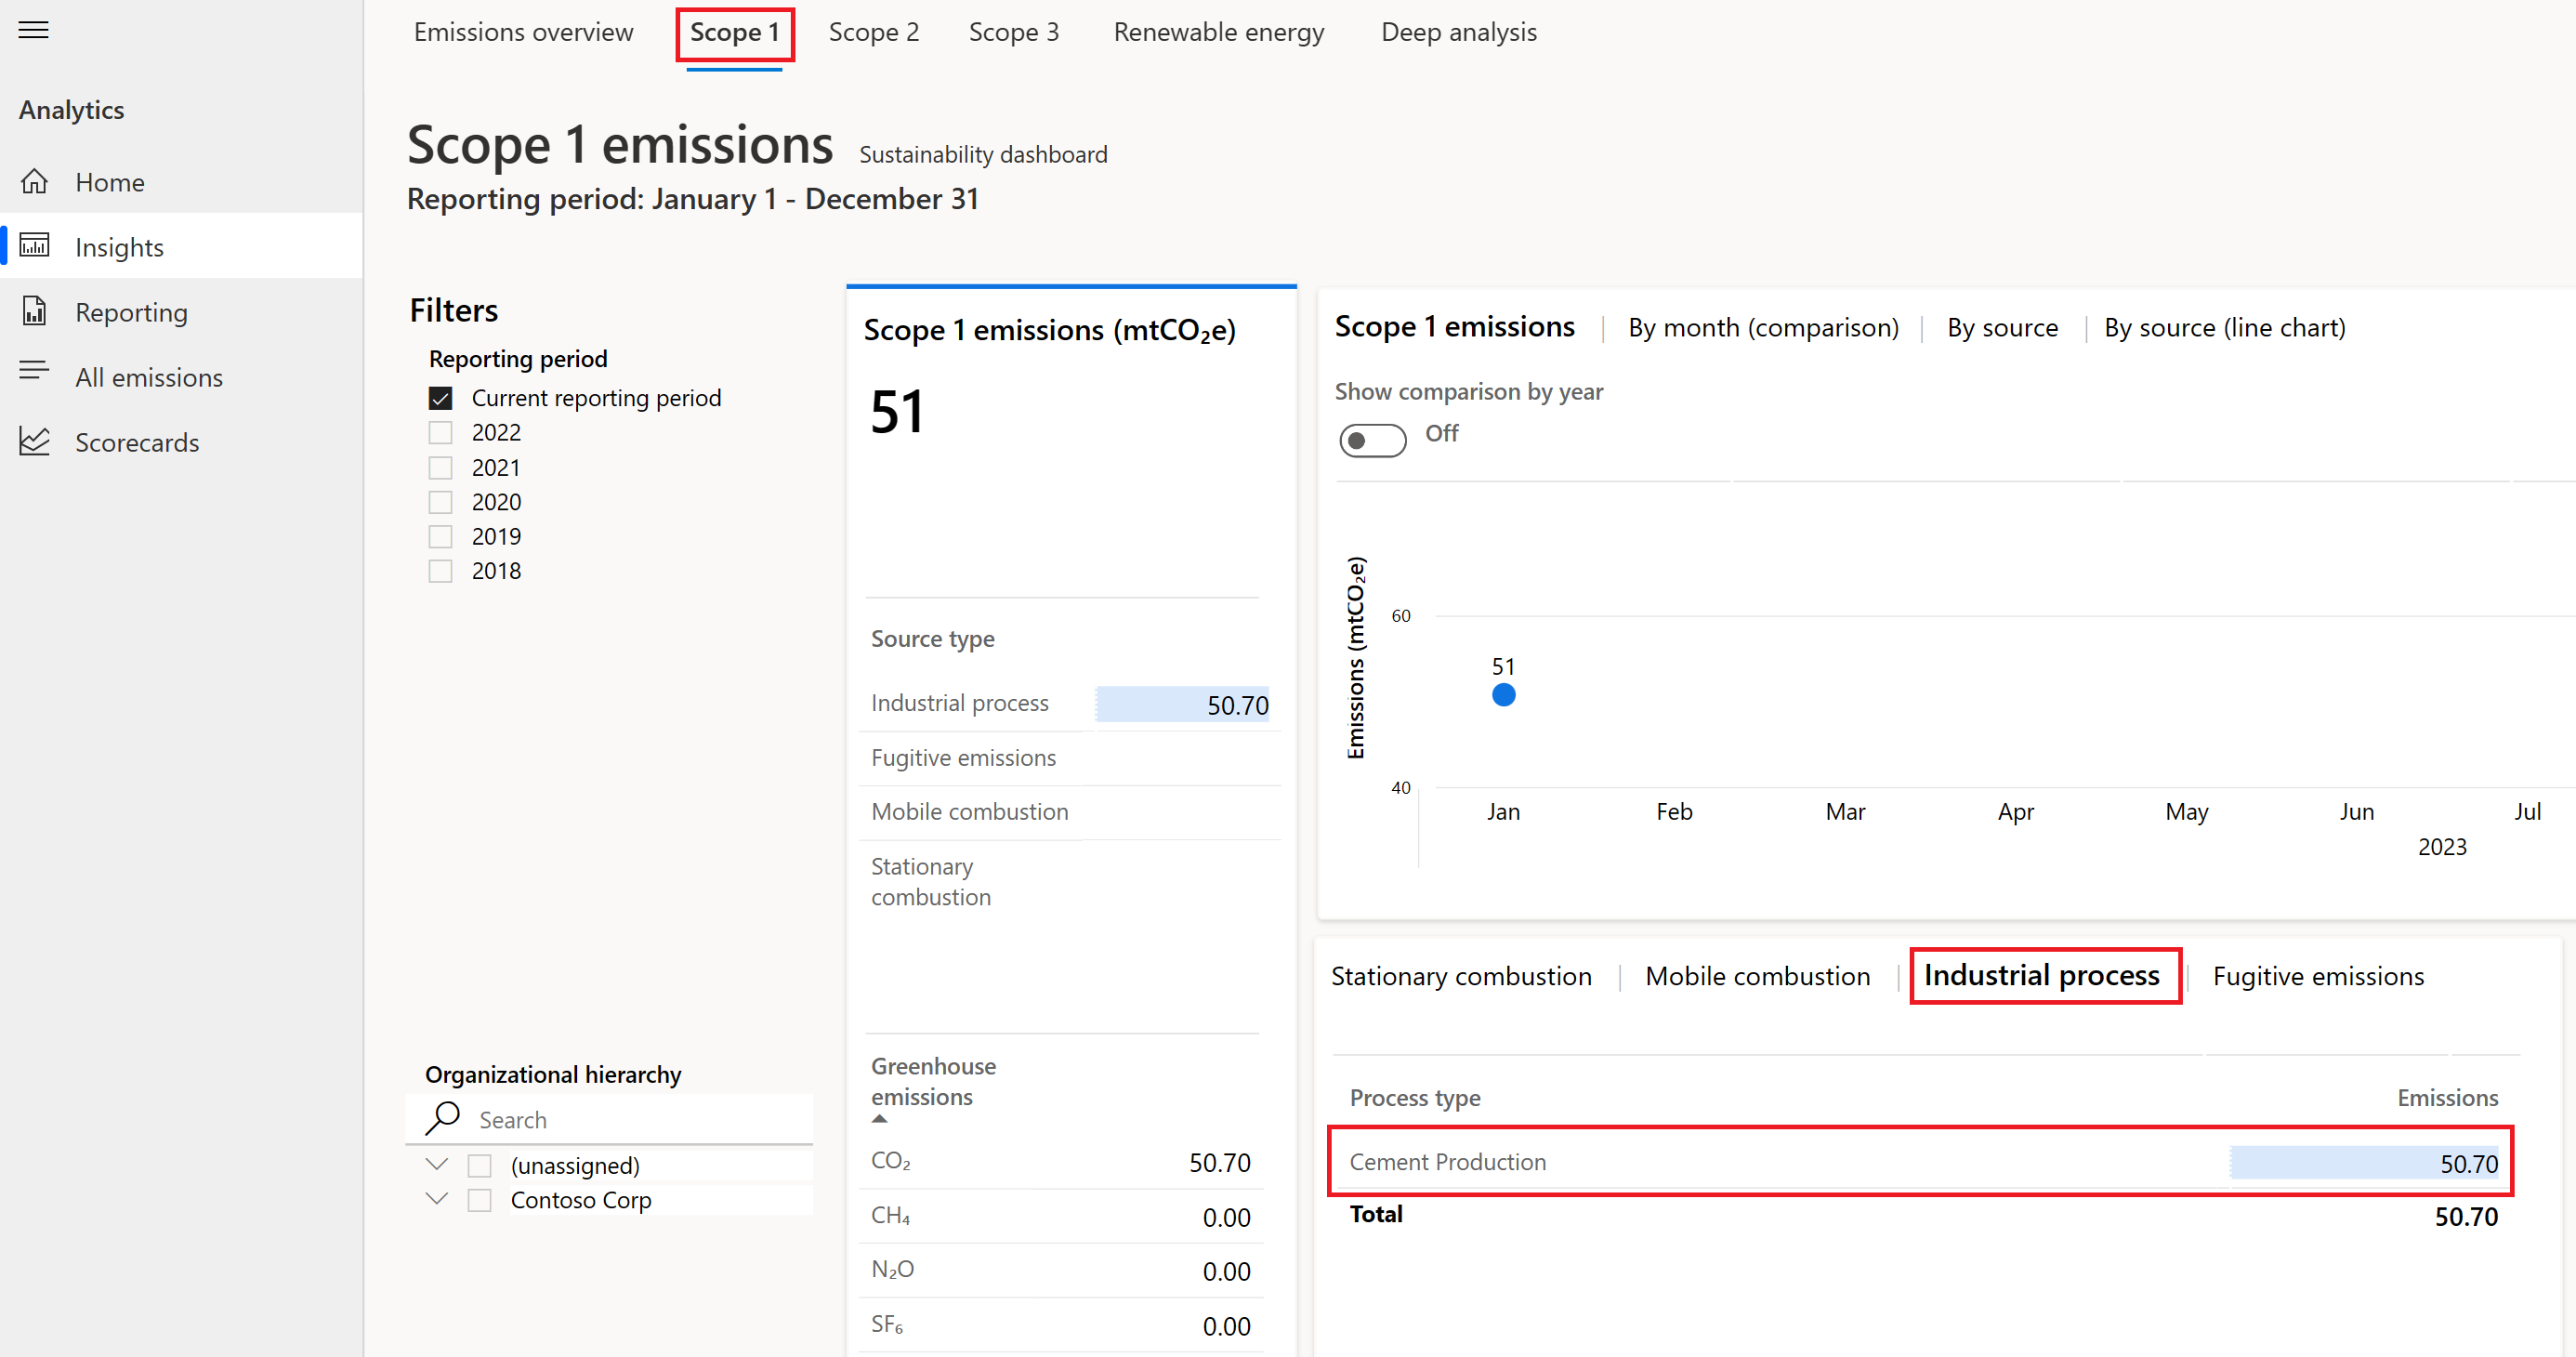 Emissions overview Scope 1 Scope 2 Scope 3 Renewable energy Deep analysis
Analytics
Home
Insights
Reporting
All emissions
Scorecards
Scope 1 emissions Sustainability dashboard
Reporting period: January 1 - December 31
Filters
Reporting period
Current reporting period
2022
2021
2020
2019
2018
Organizational hierarchy
Search
(unassigned)
Contoso Corp
Scope 1 emissions (mtCO₂e)
51
Source type
Industrial process 50.70
Fugitive emissions
Mobile combustion
Stationary
combustion
Greenhouse
emissions
CO₂ 50.70
CH₄ 0.00
N₂O 0.00
SF₆ 0.00
Scope 1 emissions | By month (comparison) | By source | By source (line chart)
Show comparison by year
Off
Emissions (mtCO₂e)
60
51
40
Jan Feb Mar Apr May Jun Jul
2023
Stationary combustion | Mobile combustion | Industrial process | Fugitive emissions
Process type Emissions
Cement Production 50.70
Total 50.70